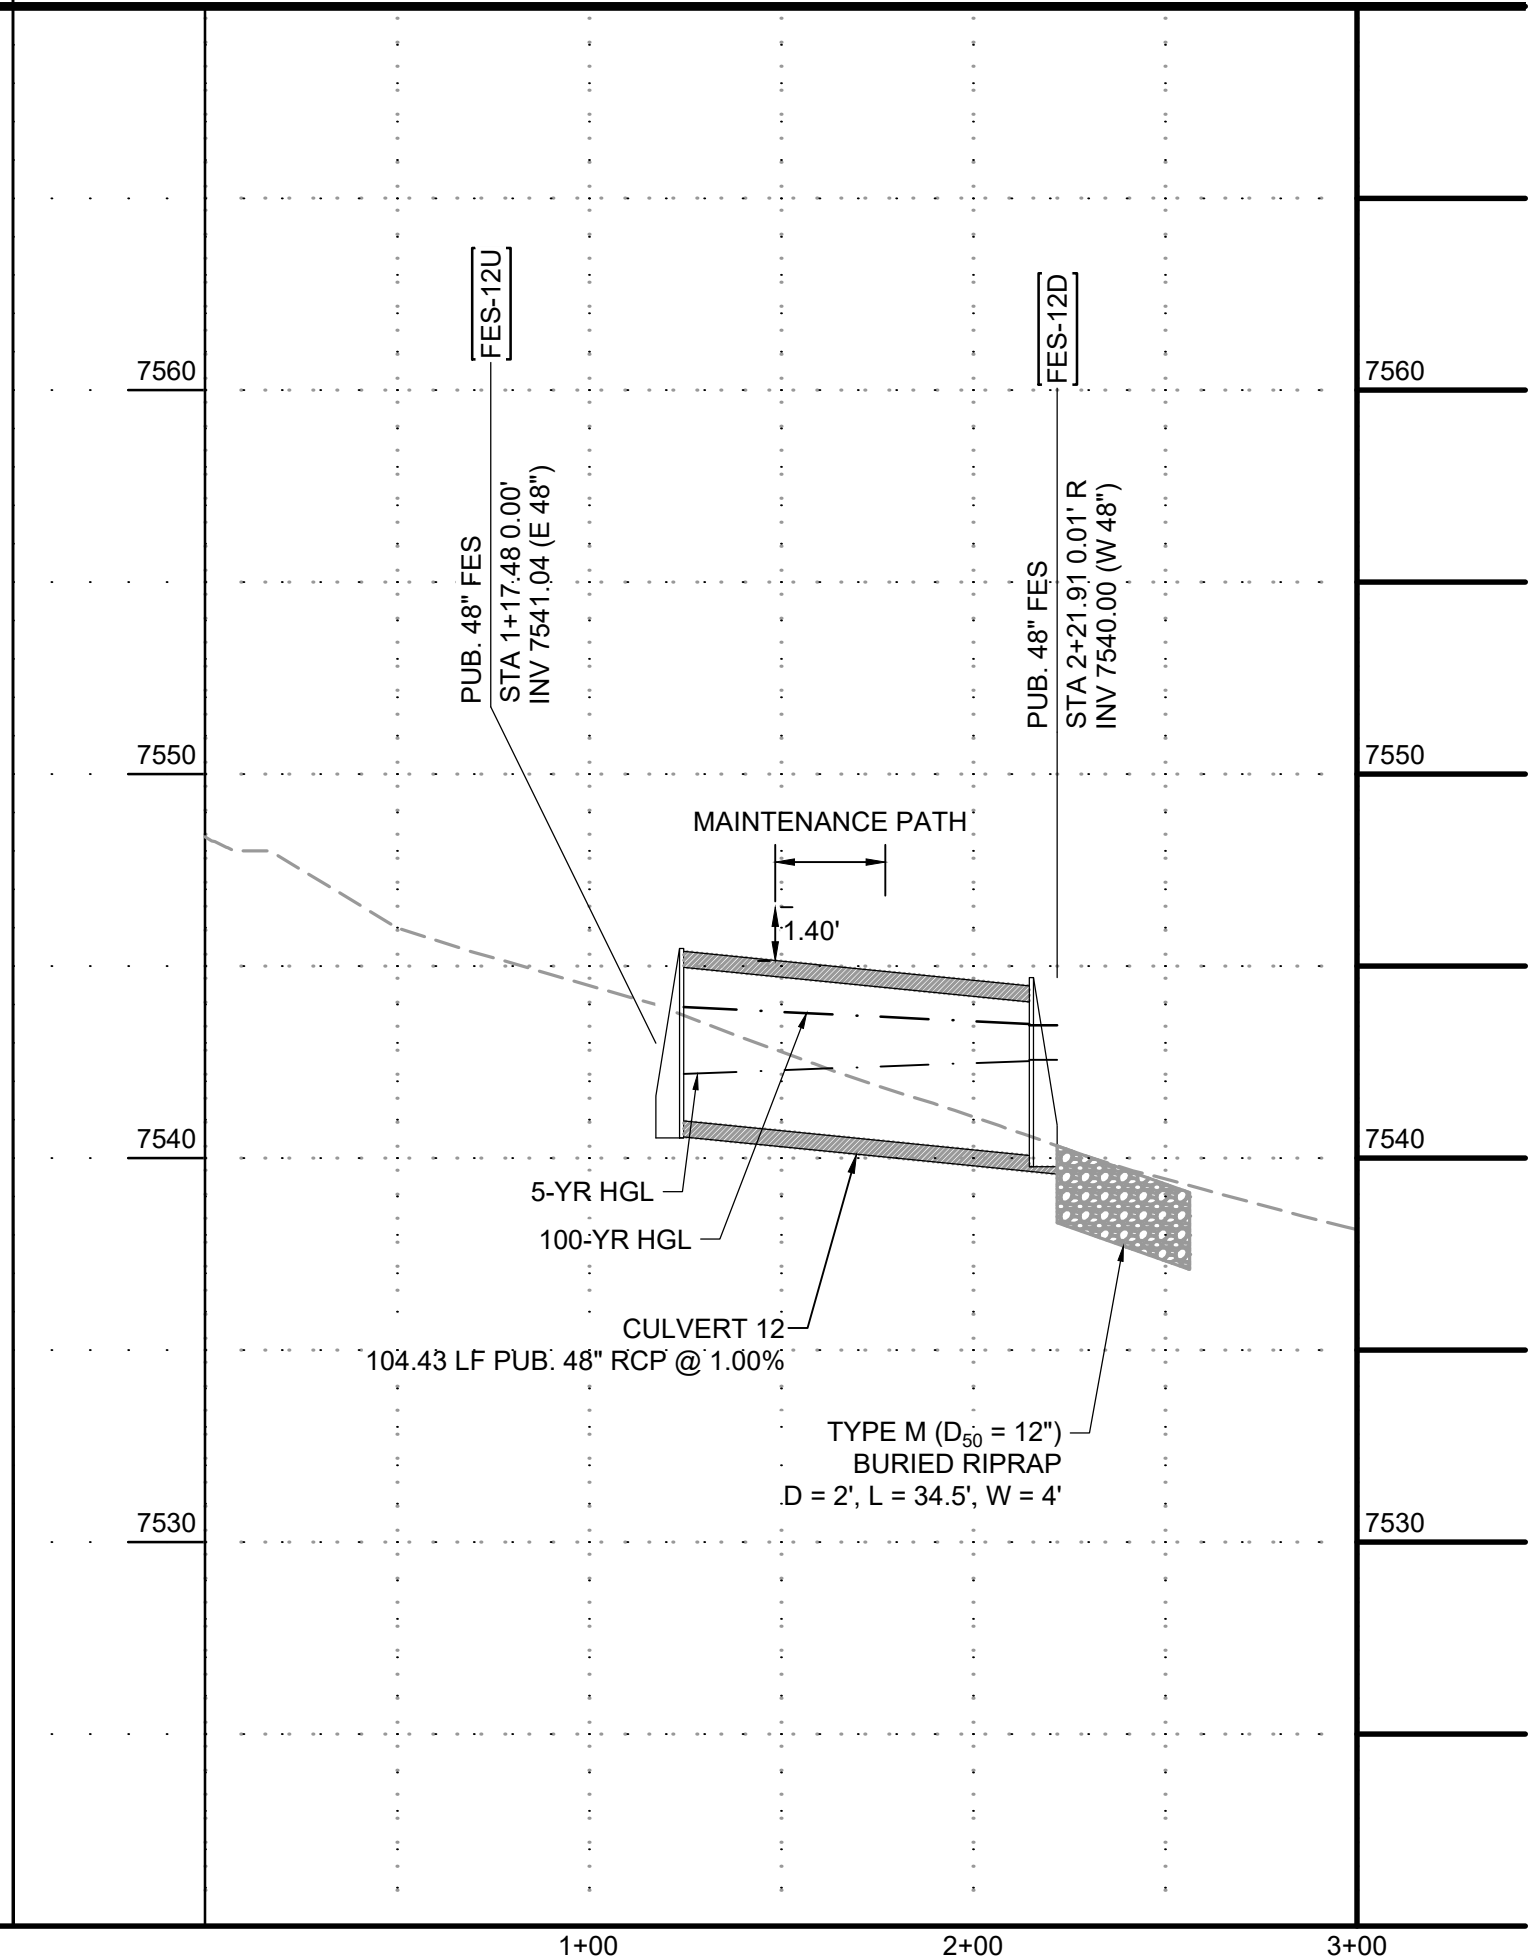 FES-12U
PUB. 48" FES
STA 1+17.48 0.00'
INV 7541.04 (E 48")
FES-12D
PUB. 48" FES
STA 2+21.91 0.01' R
INV 7540.00 (W 48")
7560
7560
7550
7550
MAINTENANCE PATH
1.40'
7540
7540
5-YR HGL
100-YR HGL
CULVERT 12
104.43 LF PUB. 48" RCP @ 1.00%
TYPE M (D50 = 12")
BURIED RIPRAP
D = 2', L = 34.5', W = 4'
7530
7530
1+00
2+00
3+00